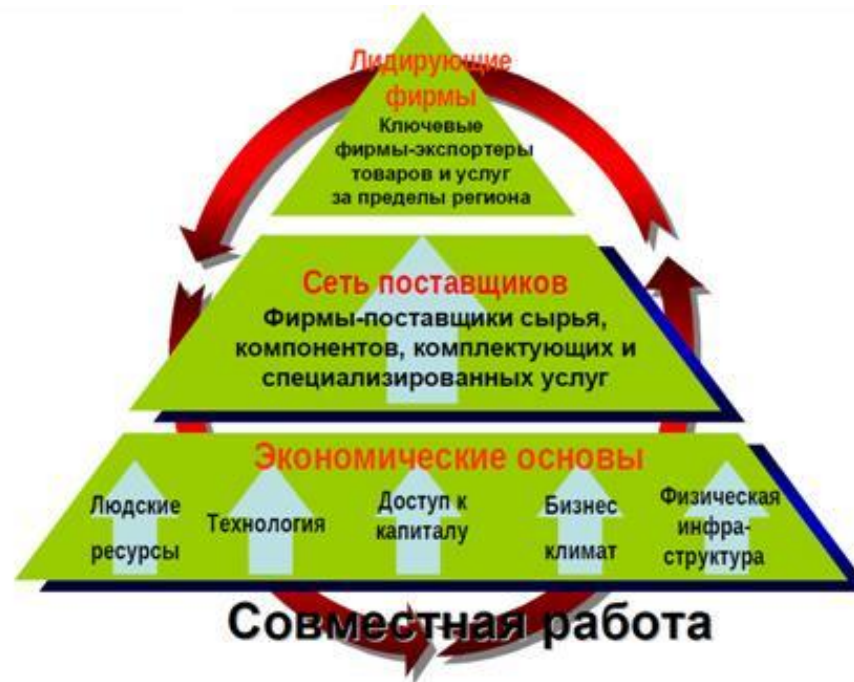 Лидирующие
фирмы
Ключевые
фирмы-экспортеры
товаров и услуг
за пределы региона
Сеть поставщиков
Фирмы-поставщики сырья,
компонентов, комплектующих и
специализированных услуг
Экономические основы
Людские
ресурсы
Технология
Доступ к
капиталу
Бизнес
климат
Физическая
инфра-
структура
Совместная работа